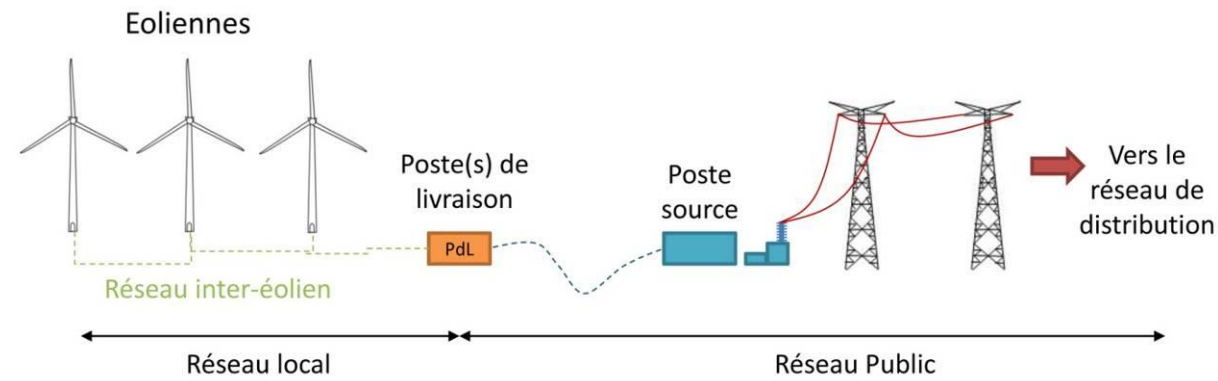 Eoliennes
Poste(s) de
livraison
Poste
source
Vers le
réseau de
distribution
PdL
Réseau inter-éolien
Réseau local
Réseau Public